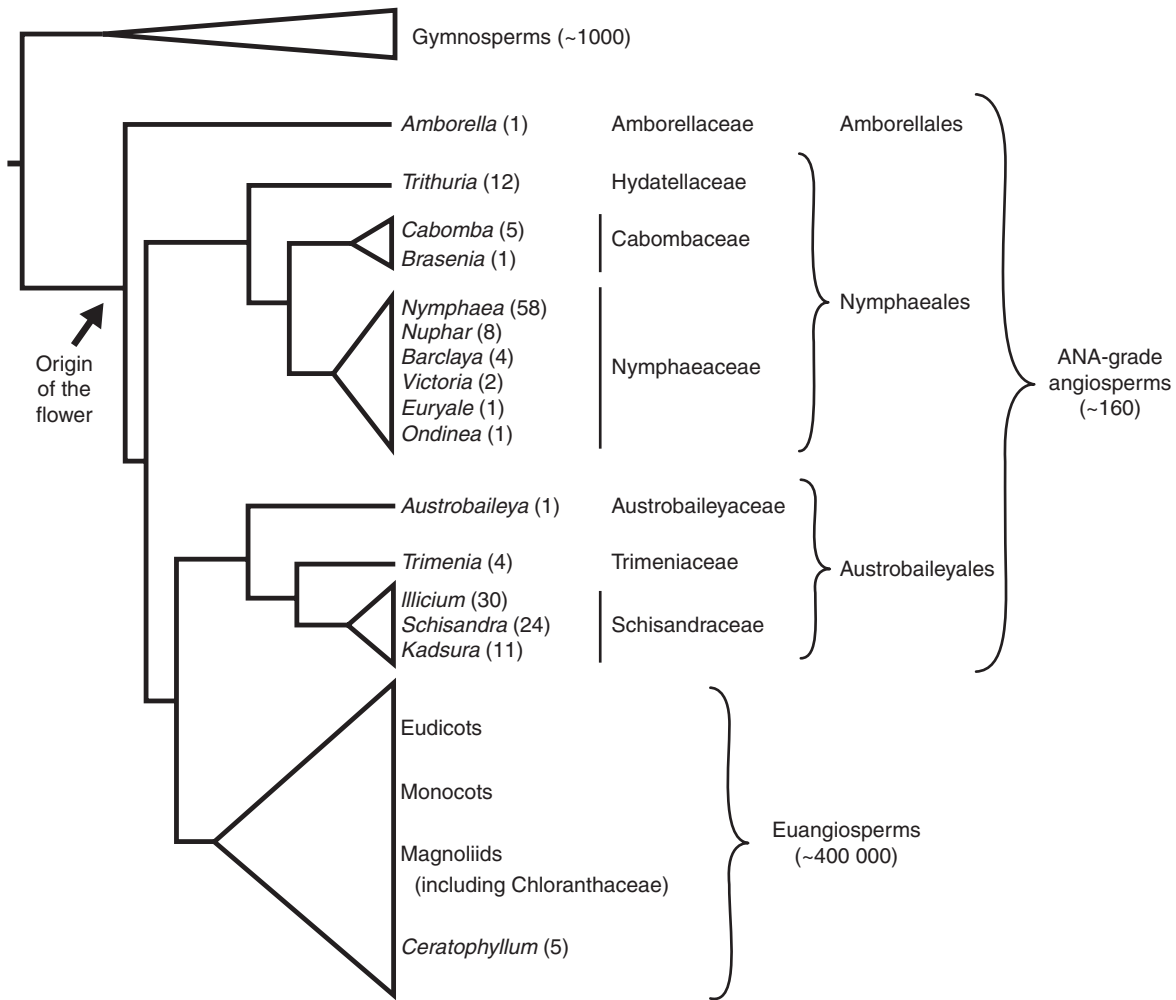 Gymnosperms (~1000)
Amborella (1) Amborellaceae Amborellales
Trithuria (12) Hydatellaceae
Cabomba (5)
Brasenia (1)
Cabombaceae
Nymphaea (58)
Nuphar (8)
Barclaya (4)
Victoria (2)
Euryale (1)
Ondinea (1)
Nymphaeaceae
Nymphaeales
Origin
of the
flower
ANA-grade
angiosperms
(~160)
Austrobaileya (1) Austrobaileyaceae
Trimenia (4) Trimeniaceae
Illicium (30)
Schisandra (24)
Kadsura (11)
Schisandraceae
Austrobaileyales
Eudicots
Monocots
Magnoliids
(including Chloranthaceae)
Ceratophyllum (5)
Euangiosperms
(~400 000)